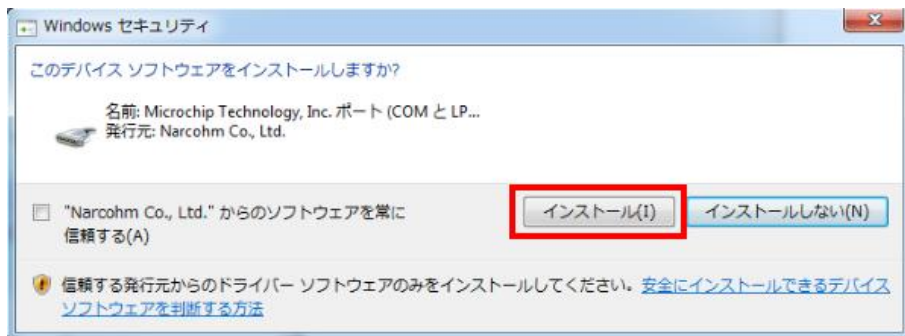 Windows セキュリティ
このデバイス ソフトウェアをインストールしますか?
名前: Microchip Technology, Inc. ポート (COM と LP...
発行元: Narcohm Co., Ltd.
"Narcohm Co., Ltd." からのソフトウェアを常に
信頼する(A)
インストール(I)
インストールしない(N)
信頼する発行元からのドライバー ソフトウェアのみをインストールしてください。安全にインストールできるデバイス
ソフトウェアを判断する方法